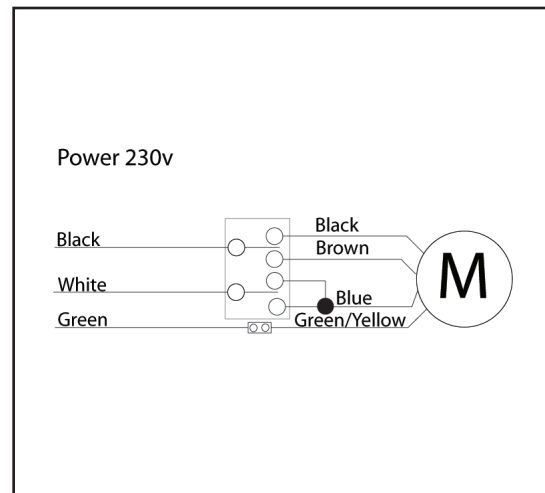 Power 230v
Black
Black
Brown
White
Blue
Green
Green/Yellow
M